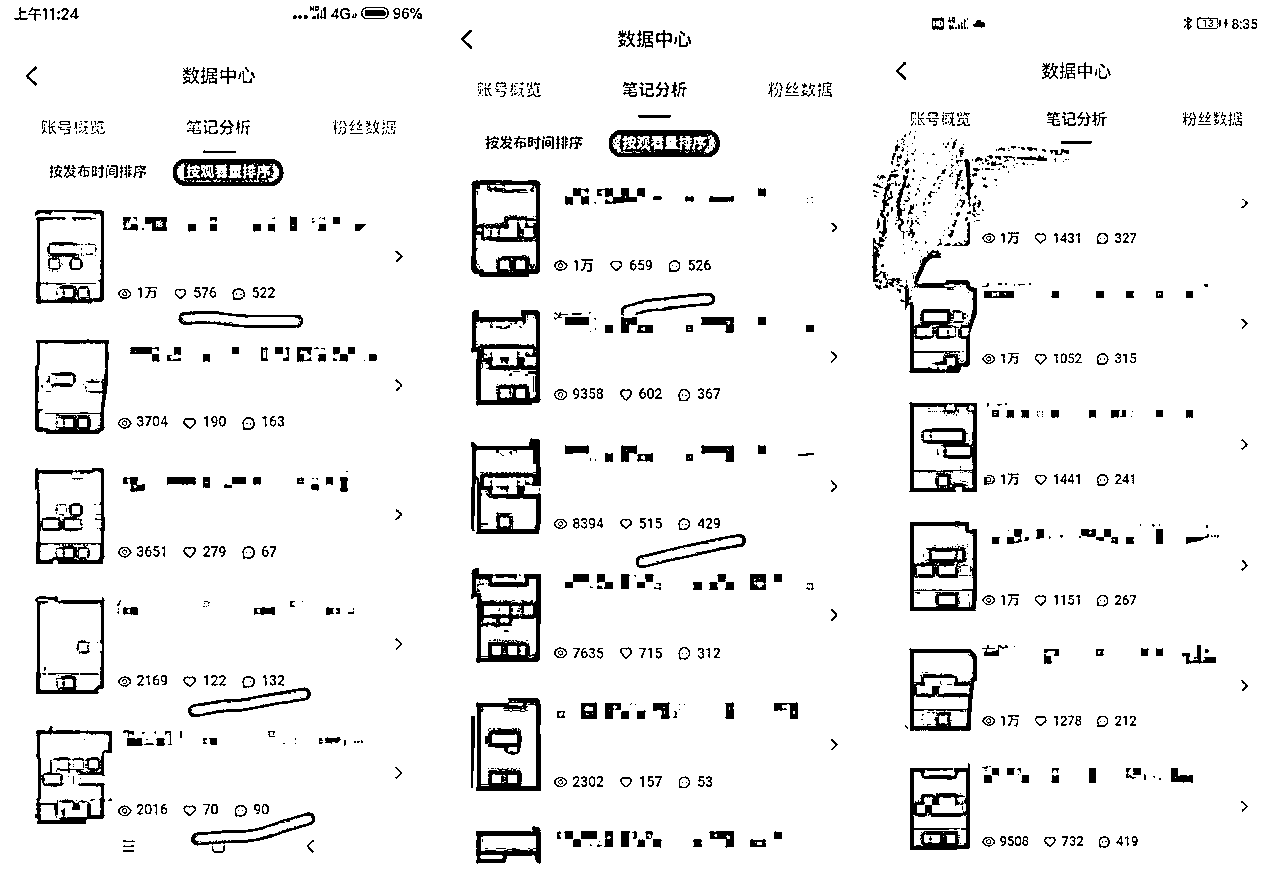 上午11:24 4G 96%
数据中心
账号概览 笔记分析 粉丝数据
按发布时间排序 按观看量排序
1万 576 522
3704 190 163
3651 279 67
2169 122 132
2016 70 90
数据中心
账号概览 笔记分析 粉丝数据
按发布时间排序 按观看量排序
1万 659 526
9358 602 367
8394 515 429
7635 715 312
2302 157 53
HD 13 8:35
数据中心
账号概览 笔记分析 粉丝数据
1万 1431 327
1万 1052 315
1万 1441 241
1万 1151 267
1万 1278 212
9508 732 419